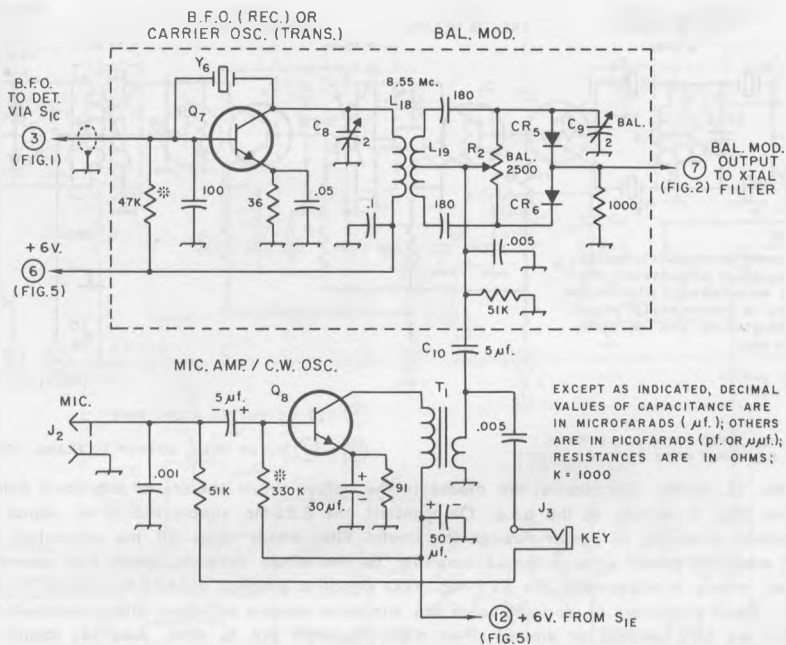 B.F.O. (REC.) OR
CARRIER OSC. (TRANS.)
BAL. MOD.
B.F.O.
TO DET.
VIA S1C
3
(FIG.1)
Y6
Q7
8.55 Mc.
L18
180
C8
2
L19
R2
BAL.
2500
CR5
C9
BAL.
2
BAL. MOD.
OUTPUT
TO XTAL
FILTER
7
(FIG.2)
47K
※
100
36
.05
.1
180
CR6
1000
+ 6V.
6
(FIG.5)
.005
51K
C10
5 µf.
MIC. AMP. / C.W. OSC.
MIC.
J2
5 µf.
+
Q8
T1
.005
EXCEPT AS INDICATED, DECIMAL
VALUES OF CAPACITANCE ARE
IN MICROFARADS ( µf.); OTHERS
ARE IN PICOFARADS (pf. OR µµf.);
RESISTANCES ARE IN OHMS;
K = 1000
.001
51K
※
330K
30µf.
+
91
+
50
µf.
J3
KEY
12
+ 6V. FROM S1E
(FIG.5)